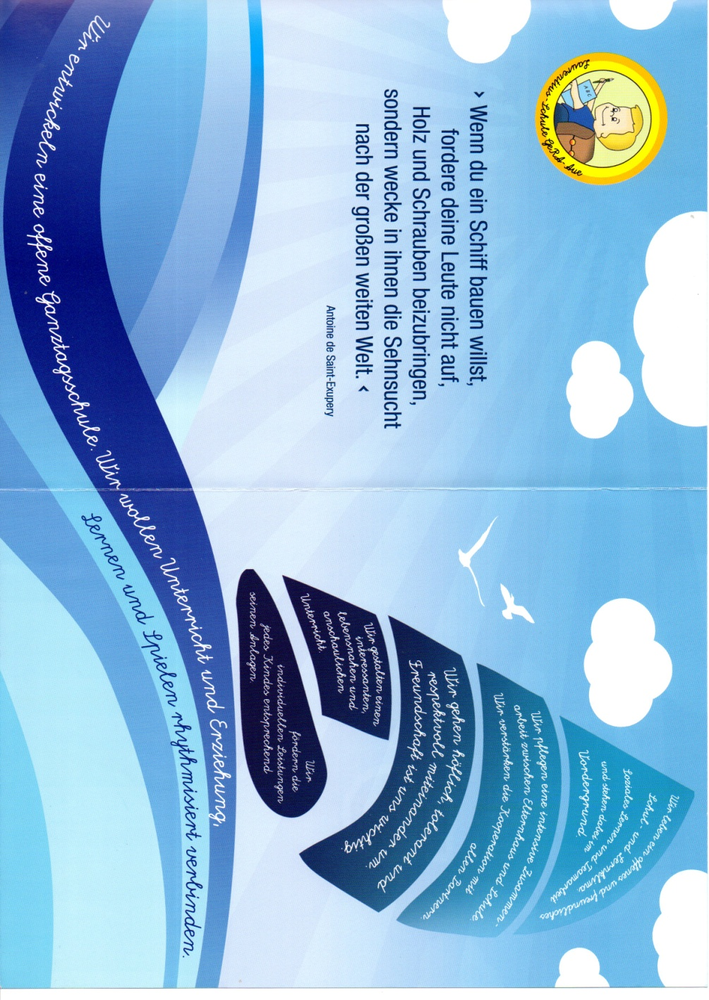 Laurentius-Schule GeRa-Aue
ABC
› Wenn du ein Schiff bauen willst,
fordere deine Leute nicht auf,
Holz und Schrauben beizubringen,
sondern wecke in ihnen die Sehnsucht
nach der großen weiten Welt. ‹
Antoine de Saint-Exupery
Wir leben ein offenes und freundliches
Schul- und Lernklima.
Soziales Lernen und Teamarbeit
und stehen dabei im
Vordergrund
Wir pflegen eine intensive Zusammen-
arbeit zwischen Elternhaus und Schule.
Wir verstärken die Kooperation mit
allen Partnern.
Wir gehen höflich, tolerant und
respektvoll miteinander um.
Freundschaft ist uns wichtig.
Wir gestalten einen
interessanten,
lebensnahen und
anschaulichen
Unterricht.
Wir
fördern die
individuellen Leistungen
jedes Kindes entsprechend
seinen Anlagen.
Wir entwickeln eine offene Ganztagsschule. Wir wollen Unterricht und Erziehung,
Lernen und Spielen rhythmisiert verbinden.